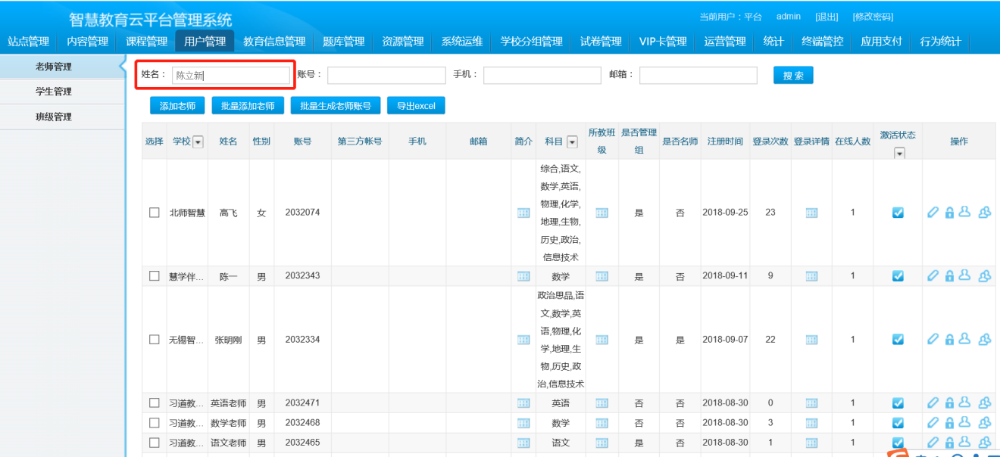 智慧教育云平台管理系统
当前用户：平台 admin [退出] [修改密码]
站点管理 内容管理 课程管理 用户管理 教育信息管理 题库管理 资源管理 系统运维 学校分组管理 试卷管理 VIP卡管理 运营管理 统计 终端管控 应用支付 行为统计
老师管理
学生管理
班级管理
姓名： 陈立新 账号： 手机： 邮箱： 搜 索
添加老师 批量添加老师 批量生成老师账号 导出excel
选择 学校 姓名 性别 账号 第三方帐号 手机 邮箱 简介 科目 所教班级 是否管理组 是否名师 注册时间 登录次数 登录详情 在线人数 激活状态 操作
北师智慧 高飞 女 2032074 综合,语文,数学,英语,物理,化学,地理,生物,历史,政治,信息技术 是 否 2018-09-25 23 1
慧学伴... 陈一 男 2032343 数学 是 否 2018-09-11 9 1
无锡智... 张明刚 男 2032334 政治思品,语文,数学,英语,物理,化学,地理,生物,历史,政治,信息技术 是 是 2018-09-07 22 1
习道教... 英语老师 男 2032471 英语 否 否 2018-08-30 0 1
习道教... 数学老师 男 2032468 数学 否 否 2018-08-30 3 1
习道教... 语文老师 男 2032465 语文 是 否 2018-08-30 1 1